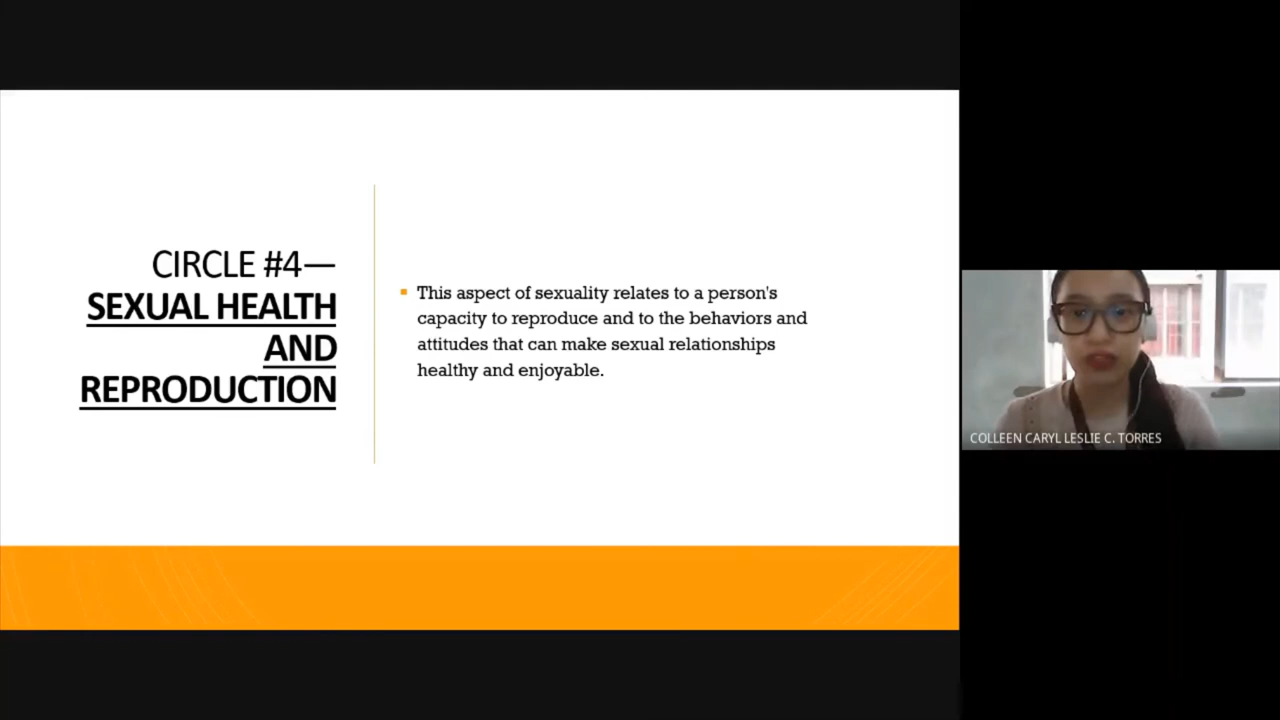 CIRCLE #4—
SEXUAL HEALTH
AND
REPRODUCTION
This aspect of sexuality relates to a person's
capacity to reproduce and to the behaviors and
attitudes that can make sexual relationships
healthy and enjoyable.
COLLEEN CARYL LESLIE C. TORRES